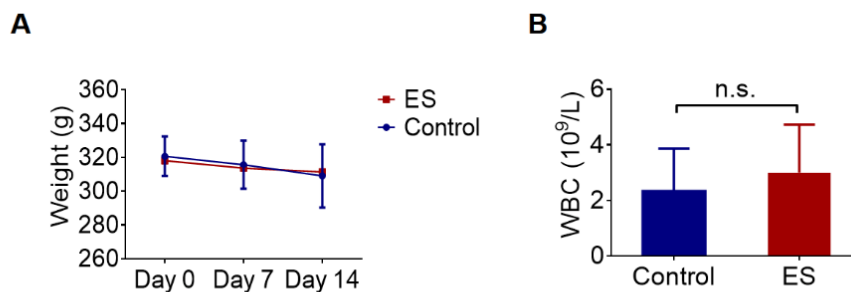 A
Weight (g)
360
340
320
300
280
260
Day 0 Day 7 Day 14
ES
Control
B
WBC (10⁹/L)
6
4
2
0
n.s.
Control ES